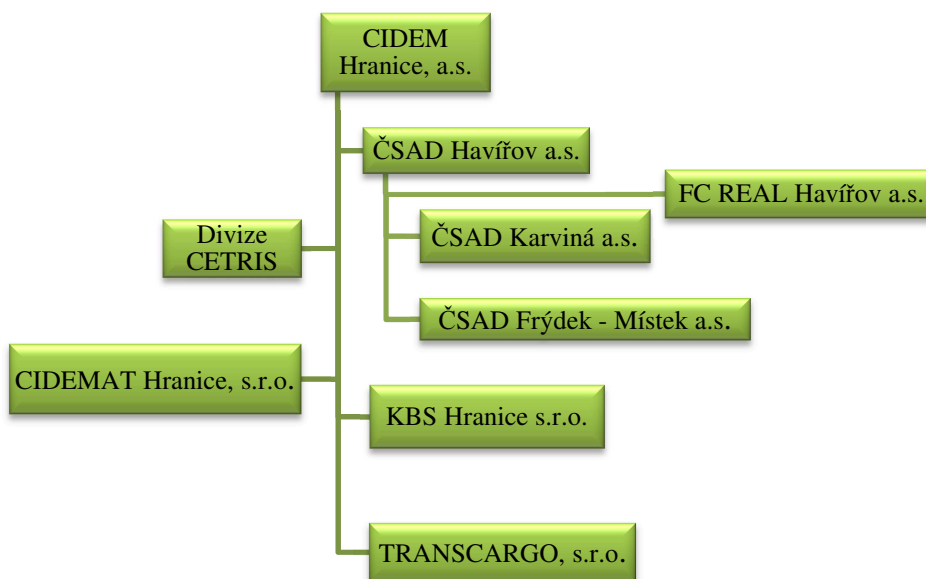 CIDEM
Hranice, a.s.
ČSAD Havířov a.s.
FC REAL Havířov a.s.
Divize
CETRIS
ČSAD Karviná a.s.
ČSAD Frýdek - Místek a.s.
CIDEMAT Hranice, s.r.o.
KBS Hranice s.r.o.
TRANSCARGO, s.r.o.